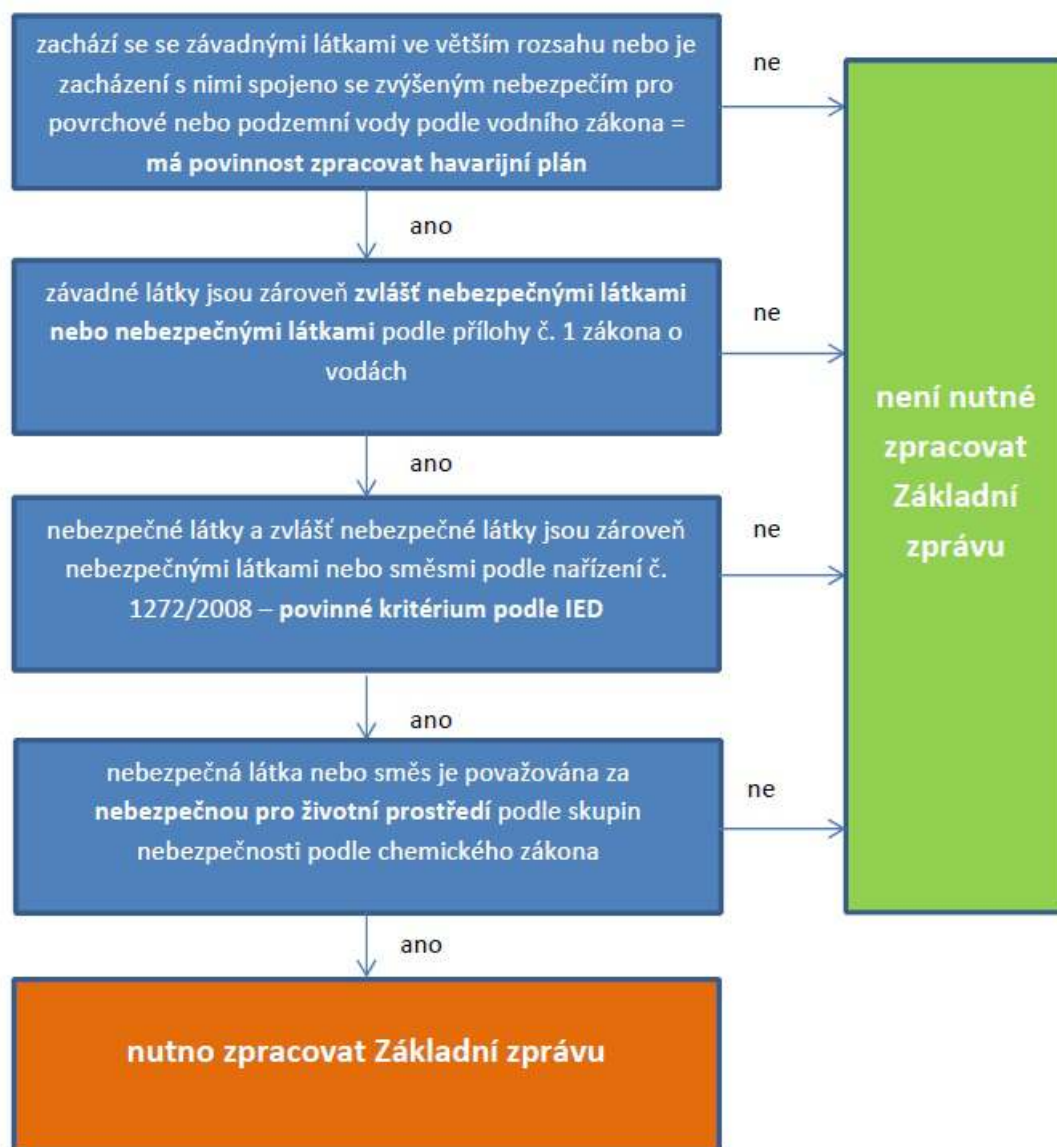 zachází se se závadnými látkami ve větším rozsahu nebo je
zacházení s nimi spojeno se zvýšeným nebezpečím pro
povrchové nebo podzemní vody podle vodního zákona =
má povinnost zpracovat havarijní plán
ne
ano
závadné látky jsou zároveň zvlášť nebezpečnými látkami
nebo nebezpečnými látkami podle přílohy č. 1 zákona o
vodách
ne
ano
nebezpečné látky a zvlášť nebezpečné látky jsou zároveň
nebezpečnými látkami nebo směsmi podle nařízení č.
1272/2008 – povinné kritérium podle IED
ne
ano
nebezpečná látka nebo směs je považována za
nebezpečnou pro životní prostředí podle skupin
nebezpečnosti podle chemického zákona
ne
ano
není nutné
zpracovat
Základní
zprávu
nutno zpracovat Základní zprávu